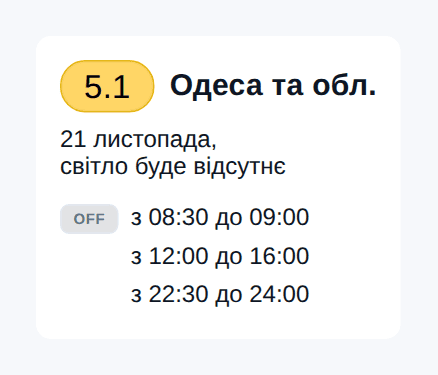 5.1 Одеса та обл.
21 листопада,
світло буде відсутнє
OFF з 08:30 до 09:00
з 12:00 до 16:00
з 22:30 до 24:00